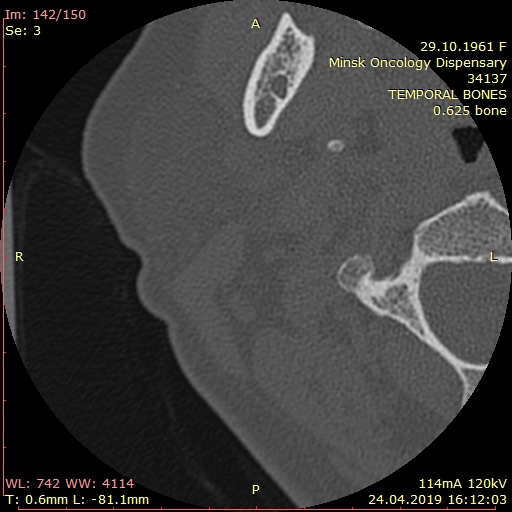 Im: 142/150
Se: 3
A
29.10.1961 F
Minsk Oncology Dispensary
34137
TEMPORAL BONES
0.625 bone
R
L
WL: 742 WW: 4114
T: 0.6mm L: -81.1mm
P
114mA 120kV
24.04.2019 16:12:03